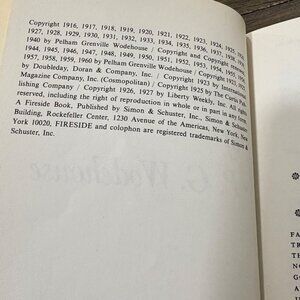 Copyright 1916, 1917, 1918, 1919, 1920, 1921, 1923, 1924, 1925, 1926,
1927, 1928, 1929, 1930, 1931, 1932, 1933, 1934, 1935, 1936, 1937, 1938, 1939,
1940 by Pelham Grenville Wodehouse / Copyright and Copyright renewed
1944, 1945, 1946, 1947, 1948, 1949, 1950, 1951, 1952, 1953, 1954, 1955,
1957, 1958, 1959, 1960 by Pelham Grenville Wodehouse / Copyright 1922
by Doubleday, Doran & Company, Inc. / Copyright 1923 by International
Magazine Company, Inc. (Cosmopolitan) / Copyright 1925 by The Curtis Pub-
lishing Company / Copyright 1926, 1927 by Liberty Weekly, Inc. All rights
reserved, including the right of reproduction in whole or in part in any form.
A Fireside Book, Published by Simon & Schuster, Inc. Simon & Schuster
Building, Rockefeller Center, 1230 Avenue of the Americas, New York, New
York 10020, FIRESIDE and colophon are registered trademarks of Simon &
Schuster, Inc.
FA
TR
TH
NO
G
A